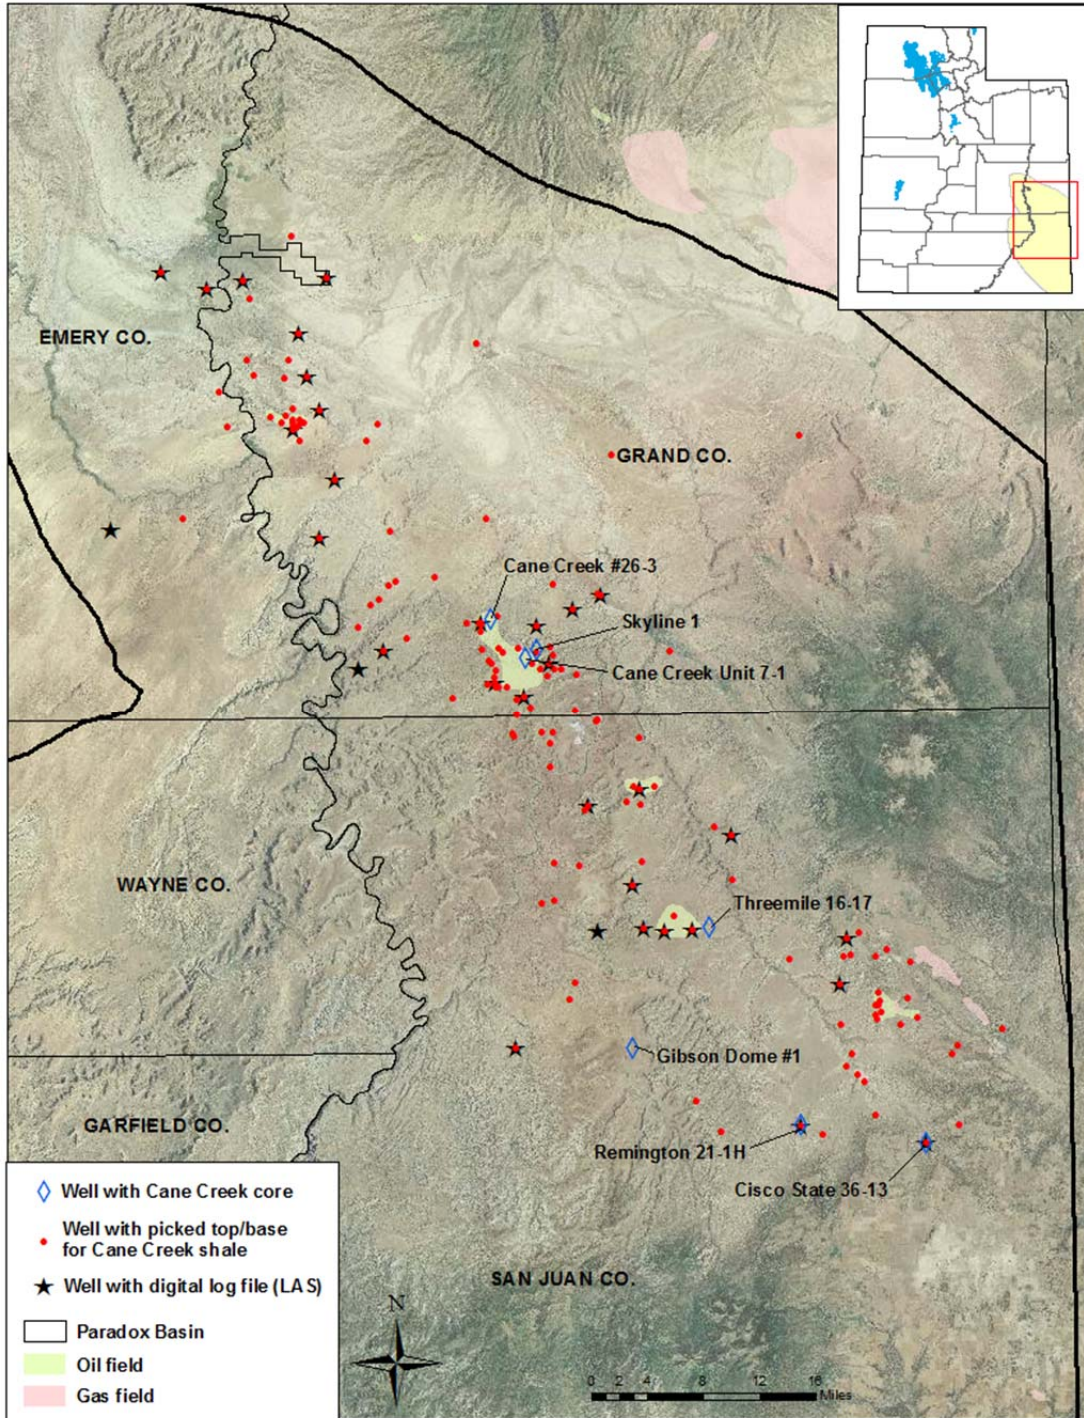 EMERY CO.
GRAND CO.
Cane Creek #26-3
Skyline 1
Cane Creek Unit 7-1
WAYNE CO.
Threemile 16-17
Gibson Dome #1
GARFIELD CO.
Remington 21-1H
Cisco State 36-13
Well with Cane Creek core
Well with picked top/base
for Cane Creek shale
Well with digital log file (LAS)
Paradox Basin
Oil field
Gas field
SAN JUAN CO.
N
0 2 4 8 12 16
Miles